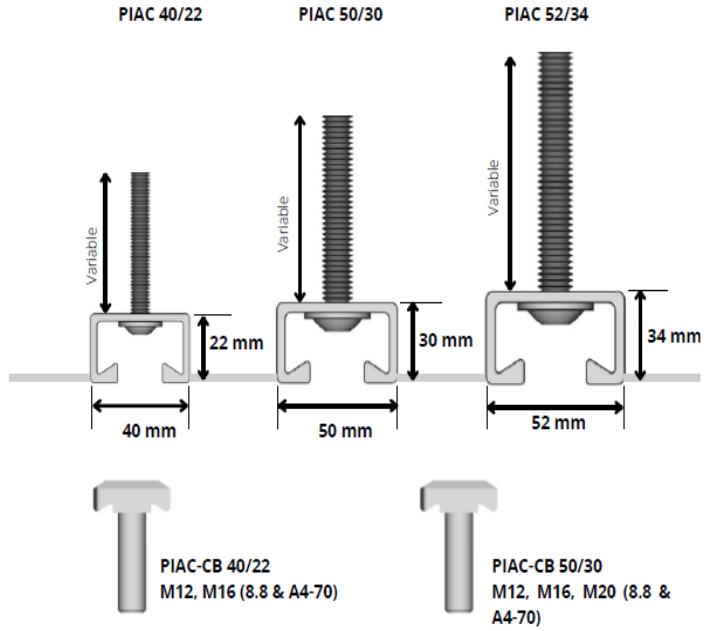 PIAC 40/22
PIAC 50/30
PIAC 52/34
Variable
Variable
Variable
22 mm
30 mm
34 mm
40 mm
50 mm
52 mm
PIAC-CB 40/22
M12, M16 (8.8 & A4-70)
PIAC-CB 50/30
M12, M16, M20 (8.8 &
A4-70)